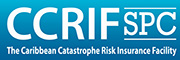 CCRIF SPC
The Caribbean Catastrophe Risk Insurance Facility